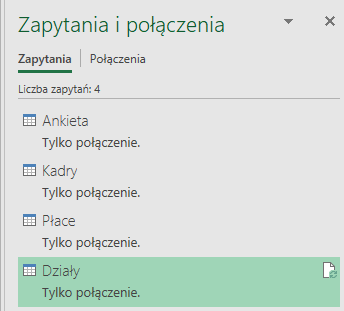 Zapytania i połączenia
Zapytania | Połączenia
Liczba zapytań: 4
Ankieta
Tylko połączenie.
Kadry
Tylko połączenie.
Płace
Tylko połączenie.
Działy
Tylko połączenie.